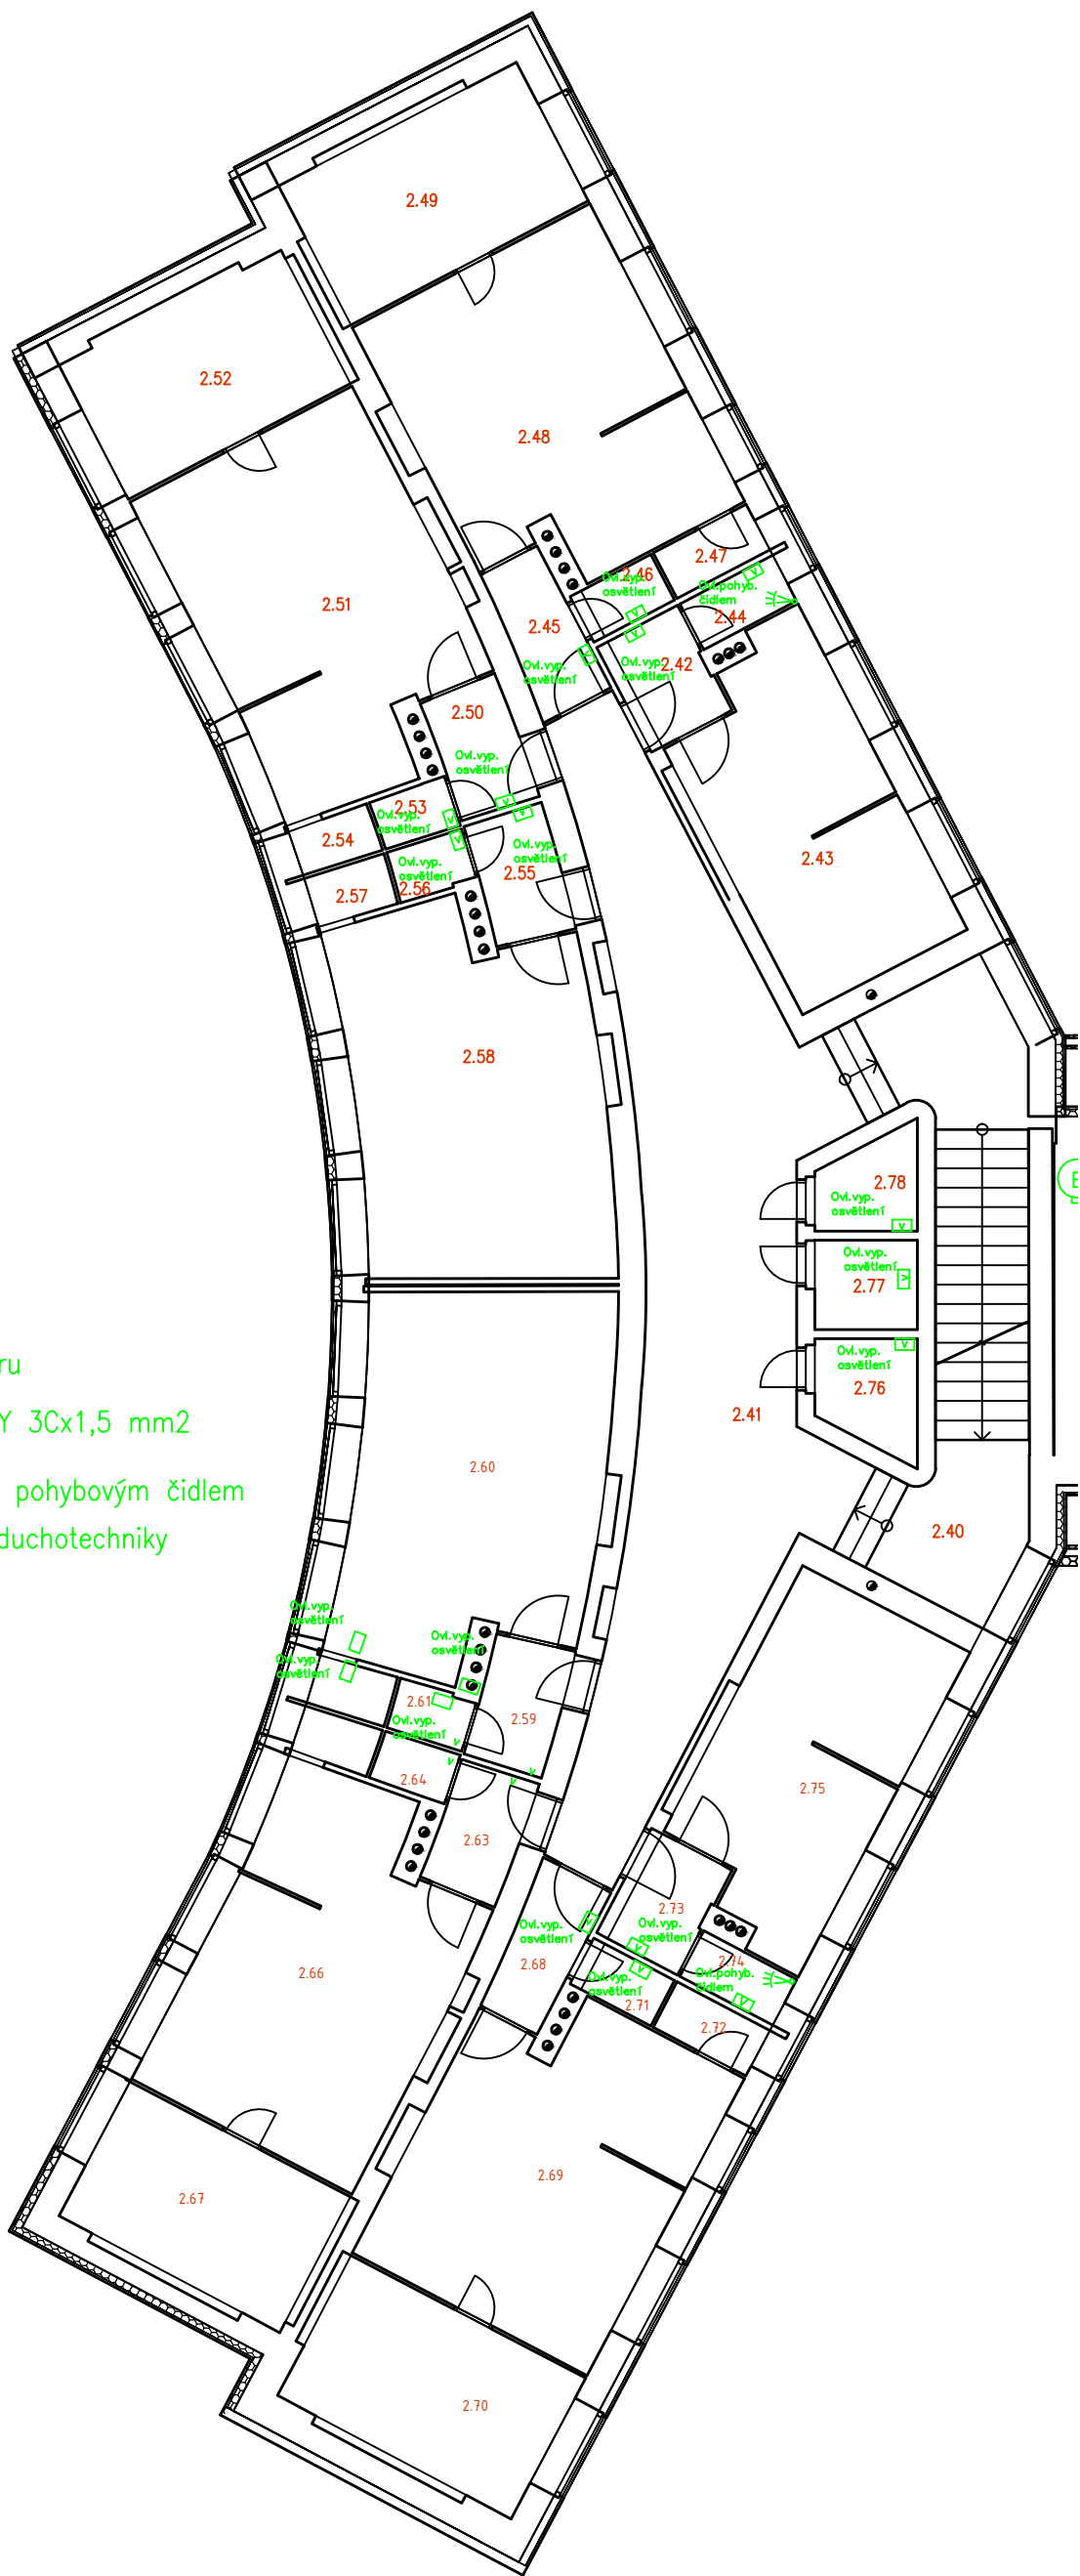 2.49
2.52
2.48
2.47
2.46
Ovl.vyp.
osvětlení
Ovl.pohyb.
čidlem
2.51
2.44
2.45
2.42
Ovl.vyp.
osvětlení
Ovl.vyp.
osvětlení
2.50
Ovl.vyp.
osvětlení
2.53
Ovl.vyp.
osvětlení
2.54
Ovl.vyp.
osvětlení
2.55
Ovl.vyp.
osvětlení
2.56
2.57
2.43
2.58
2.78
Ovl.vyp.
osvětlení
Ovl.vyp.
osvětlení
2.77
Ovl.vyp.
osvětlení
2.76
ru
2.41
Y 3Cx1,5 mm2
2.60
pohybovým čidlem
duchotechniky
2.40
Ovl.vyp.
osvětlení
Ovl.vyp.
osvětlení
Ovl.vyp.
osvětlení
2.61
2.59
Ovl.vyp.
osvětlení
2.64
2.75
2.63
2.73
Ovl.vyp.
osvětlení
Ovl.vyp.
osvětlení
2.68
2.74
2.66
Ovl.pohyb.
čidlem
Ovl.vyp.
osvětlení
2.71
2.72
2.69
2.67
2.70